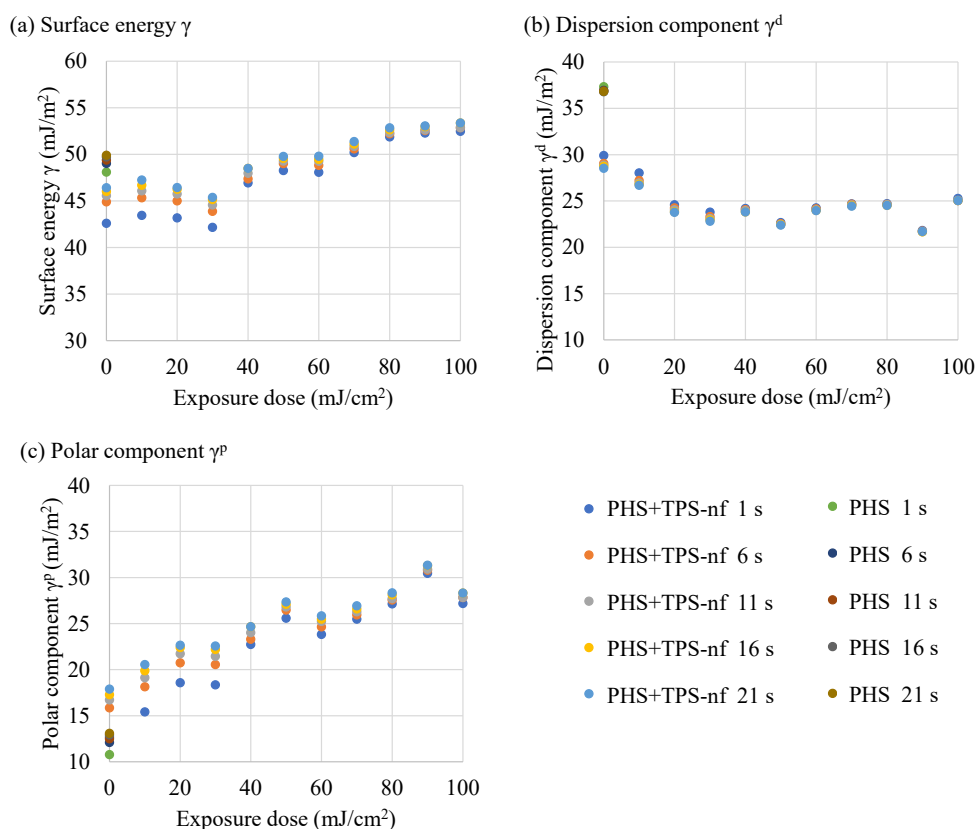 (a) Surface energy γ
60
55
50
45
40
35
30
Surface energy γ (mJ/m²)
0 20 40 60 80 100
Exposure dose (mJ/cm²)
(b) Dispersion component γᵈ
40
35
30
25
20
15
10
Dispersion component γᵈ (mJ/m²)
0 20 40 60 80 100
Exposure dose (mJ/cm²)
(c) Polar component γᵖ
40
35
30
25
20
15
10
Polar component γᵖ (mJ/m²)
0 20 40 60 80 100
Exposure dose (mJ/cm²)
PHS+TPS-nf 1 s
PHS+TPS-nf 6 s
PHS+TPS-nf 11 s
PHS+TPS-nf 16 s
PHS+TPS-nf 21 s
PHS 1 s
PHS 6 s
PHS 11 s
PHS 16 s
PHS 21 s